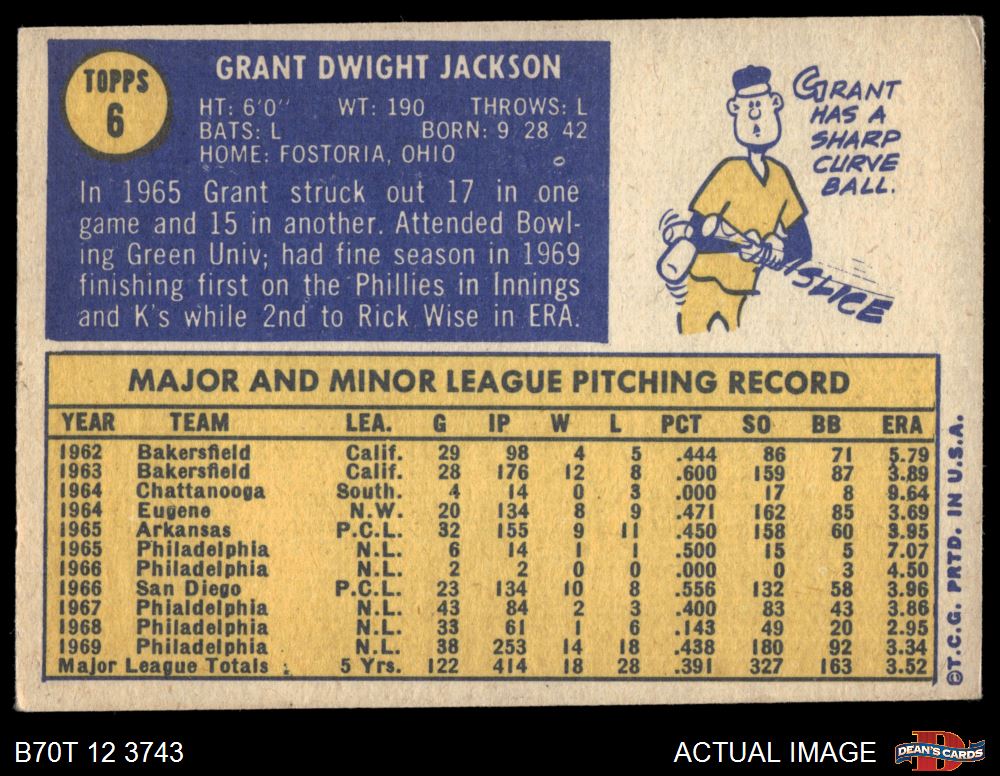 TOPPS
6
GRANT DWIGHT JACKSON
HT: 6'0" WT: 190 THROWS: L
BATS: L BORN: 9 28 42
HOME: FOSTORIA, OHIO
In 1965 Grant struck out 17 in one
game and 15 in another. Attended Bowl-
ing Green Univ; had fine season in 1969
finishing first on the Phillies in Innings
and K's while 2nd to Rick Wise in ERA.
GRANT
HAS A
SHARP
CURVE
BALL.
SLICE
MAJOR AND MINOR LEAGUE PITCHING RECORD
YEAR TEAM LEA. G IP W L PCT SO BB ERA
1962 Bakersfield Calif. 29 98 4 5 .444 86 71 5.79
1963 Bakersfield Calif. 28 176 12 8 .600 159 87 3.89
1964 Chattanooga South. 4 14 0 3 .000 17 8 9.64
1964 Eugene N.W. 20 134 8 9 .471 162 85 3.69
1965 Arkansas P.C.L. 32 155 9 11 .450 158 60 3.95
1965 Philadelphia N.L. 6 14 1 1 .500 15 5 7.07
1966 Philadelphia N.L. 2 2 0 0 .000 0 3 4.50
1966 San Diego P.C.L. 23 134 10 8 .556 132 58 3.96
1967 Phialdelphia N.L. 43 84 2 3 .400 83 43 3.86
1968 Philadelphia N.L. 33 61 1 6 .143 49 20 2.95
1969 Philadelphia N.L. 38 253 14 18 .438 180 92 3.34
Major League Totals 5 Yrs. 122 414 18 28 .391 327 163 3.52
©T.C.G. PRTD. IN U.S.A.
B70T 12 3743
ACTUAL IMAGE
D
DEAN'S CARDS